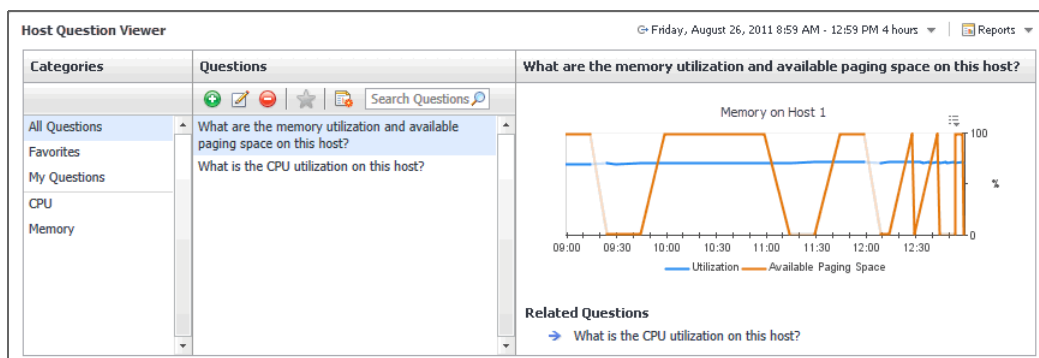 Host Question Viewer
Friday, August 26, 2011 8:59 AM - 12:59 PM 4 hours
Reports
Categories
All Questions
Favorites
My Questions
CPU
Memory
Questions
Search Questions
What are the memory utilization and available
paging space on this host?
What is the CPU utilization on this host?
What are the memory utilization and available paging space on this host?
Memory on Host 1
100
%
0
09:00 09:30 10:00 10:30 11:00 11:30 12:00 12:30
Utilization Available Paging Space
Related Questions
What is the CPU utilization on this host?